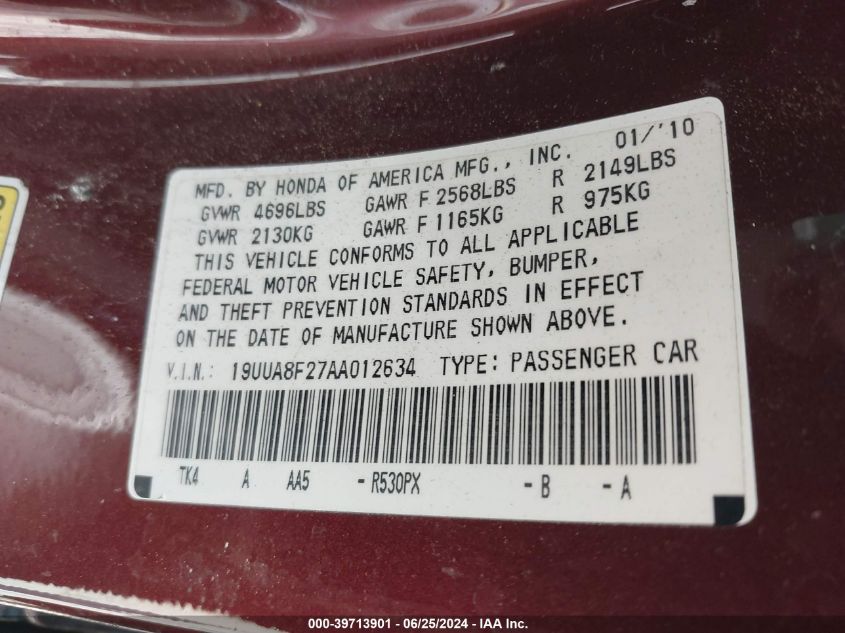 01/'10
MFD. BY HONDA OF AMERICA MFG., INC.
GVWR 4696LBS GAWR F 2568LBS R 2149LBS
GVWR 2130KG GAWR F 1165KG R 975KG
THIS VEHICLE CONFORMS TO ALL APPLICABLE
FEDERAL MOTOR VEHICLE SAFETY, BUMPER,
AND THEFT PREVENTION STANDARDS IN EFFECT
ON THE DATE OF MANUFACTURE SHOWN ABOVE.
V.I.N.: 19UUA8F27AA012634 TYPE: PASSENGER CAR
TK4 A AA5 -R530PX -B -A
000-39713901 - 06/25/2024 - IAA Inc.